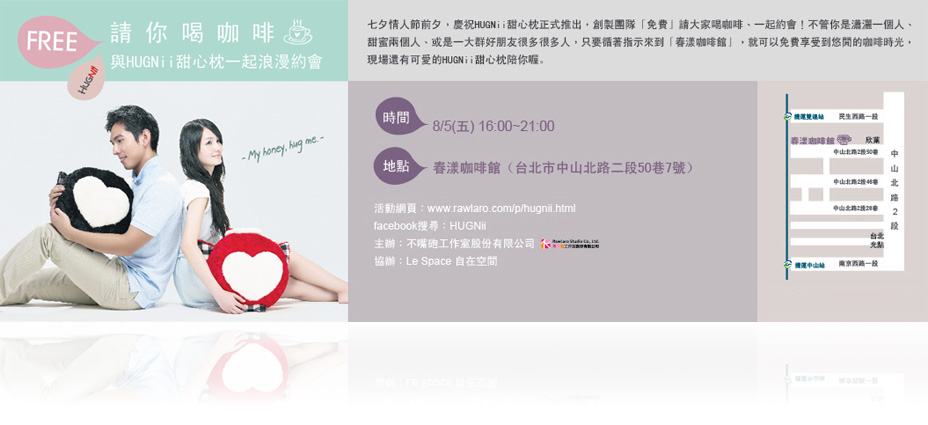 FREE
請你喝咖啡
與HUGNii甜心枕一起浪漫約會
HUGNii
- My honey, hug me. -
七夕情人節前夕，慶祝HUGNii甜心枕正式推出，創製團隊「免費」請大家喝咖啡、一起約會！不管你是瀟灑一個人、
甜蜜兩個人、或是一大群好朋友很多很多人，只要循著指示來到「春漾咖啡館」，就可以免費享受到悠閒的咖啡時光，
現場還有可愛的HUGNii甜心枕陪你喔。
時間
8/5(五) 16:00~21:00
地點
春漾咖啡館（台北市中山北路二段50巷7號）
活動網頁：www.rawlaro.com/p/hugnii.html
facebook搜尋：HUGNii
主辦：不嘴砲工作室股份有限公司
Rawlaro Studio Co., Ltd.
協辦：Le Space 自在空間
捷運雙連站
民生西路一段
春漾咖啡館
欣葉
中山北路2段50巷
中山北路2段46巷
中山北路2段26巷
中山北路2段
台北
光點
捷運中山站
南京西路一段